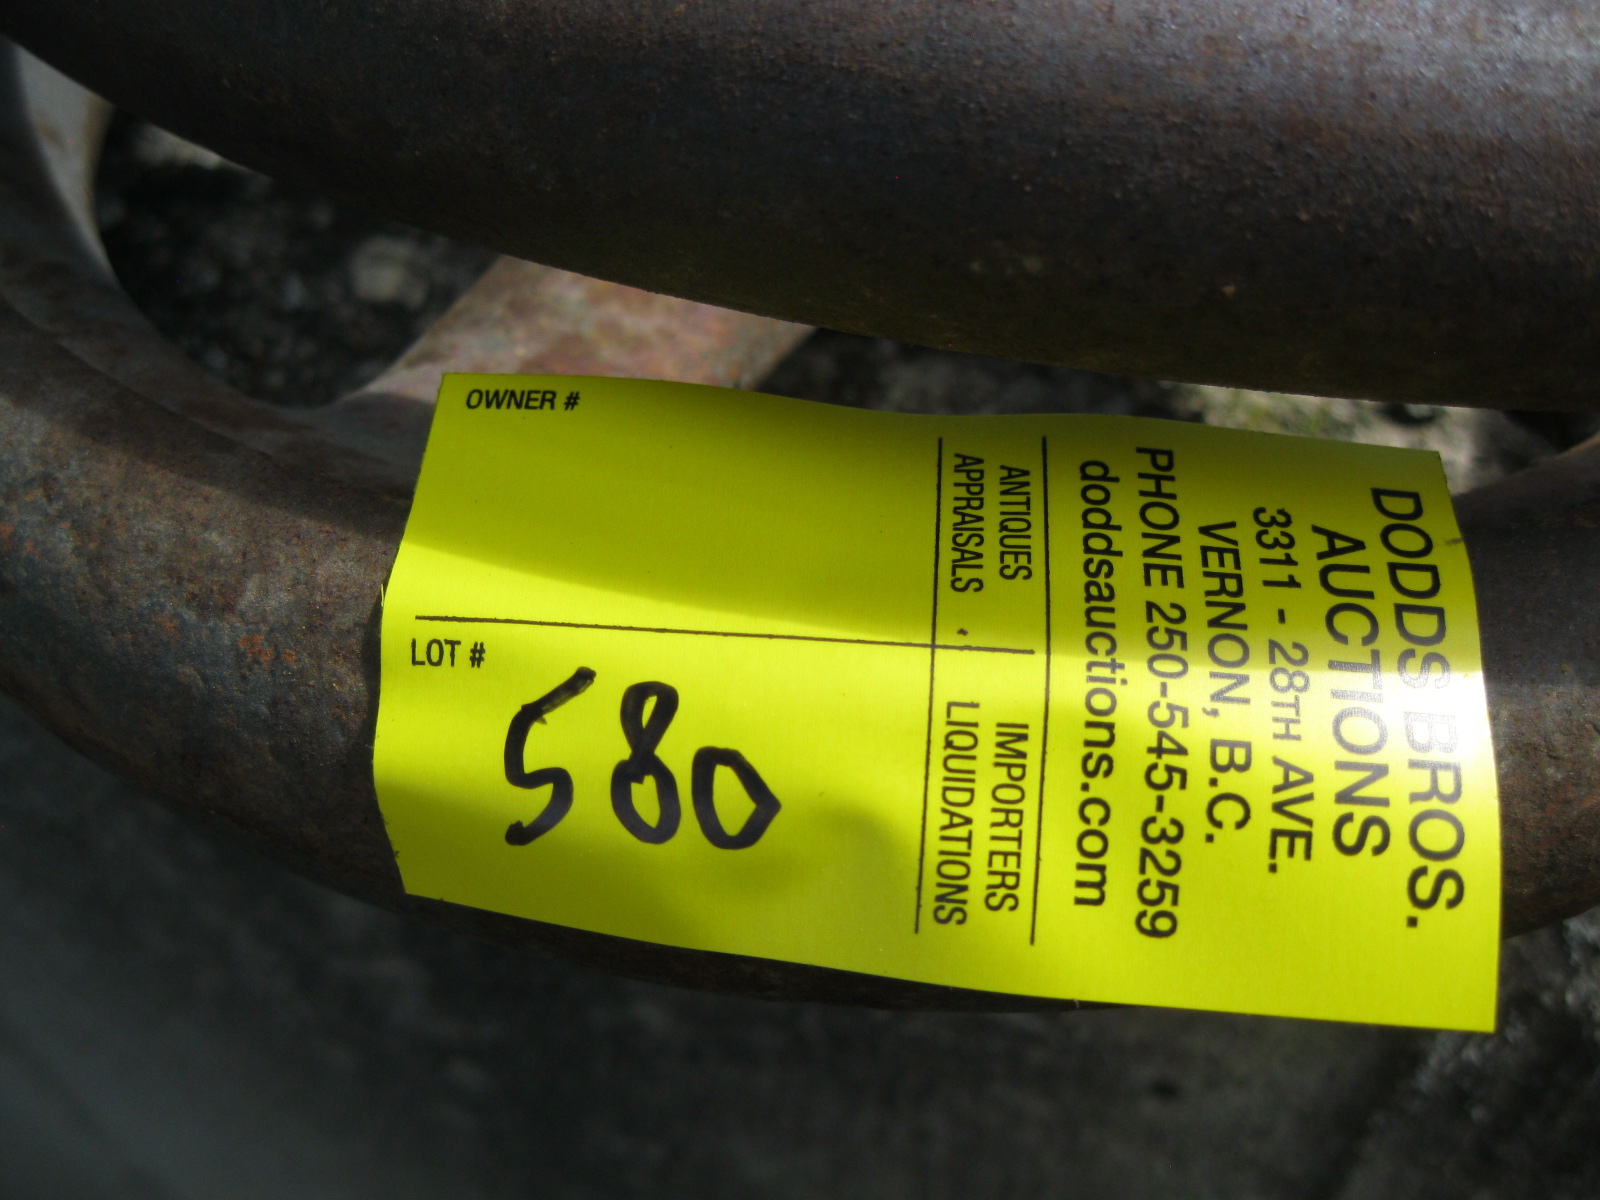 DODDS BROS.
AUCTIONS
3311 - 28TH AVE.
VERNON, B.C.
PHONE 250-545-3259
doddsauctions.com
ANTIQUES IMPORTERS
APPRAISALS • LIQUIDATIONS
OWNER #
LOT #
580